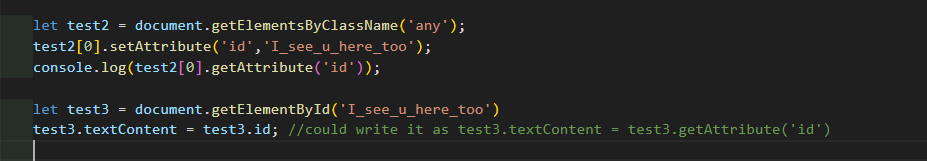 let test2 = document.getElementsByClassName('any');
test2[0].setAttribute('id','I_see_u_here_too');
console.log(test2[0].getAttribute('id'));
let test3 = document.getElementById('I_see_u_here_too')
test3.textContent = test3.id; //could write it as test3.textContent = test3.getAttribute('id')